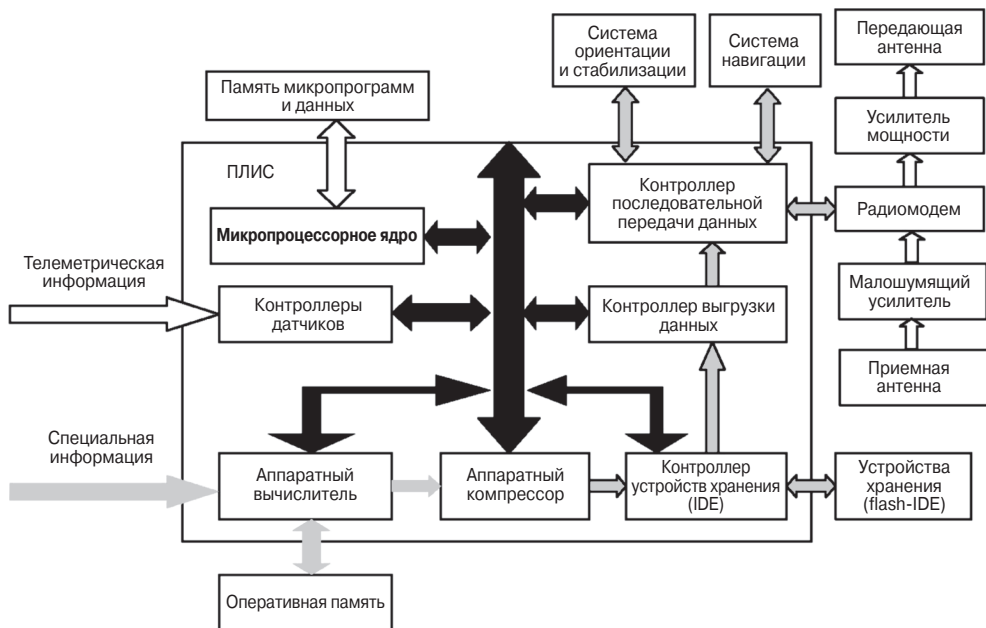 Система
ориентации
и стабилизации
Система
навигации
Передающая
антенна
Память микропрограмм
и данных
Усилитель
мощности
ПЛИС
Контроллер
последовательной
передачи данных
Радиомодем
Микропроцессорное ядро
Телеметрическая
информация
Контроллеры
датчиков
Контроллер выгрузки
данных
Малошумящий
усилитель
Приемная
антенна
Специальная
информация
Аппаратный
вычислитель
Аппаратный
компрессор
Контроллер
устройств хранения
(IDE)
Устройства
хранения
(flash-IDE)
Оперативная память